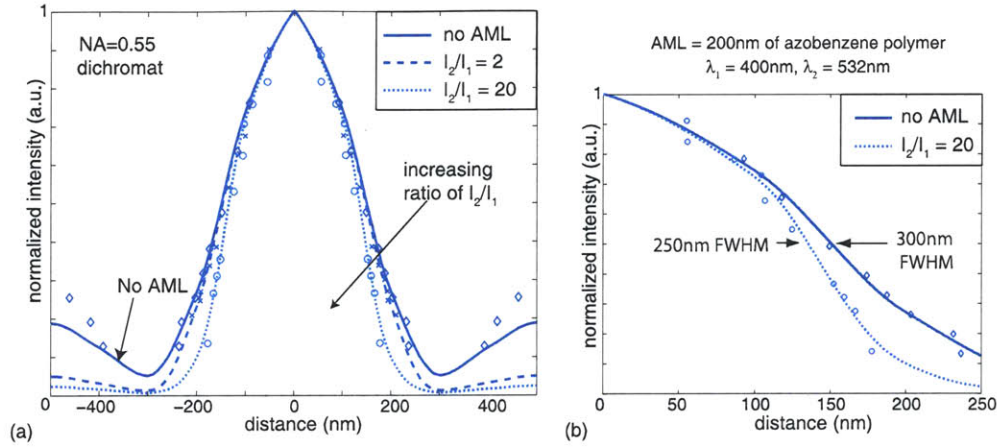 NA=0.55
dichromat
no AML
I₂/I₁ = 2
I₂/I₁ = 20
increasing
ratio of I₂/I₁
No AML
normalized intensity (a.u.)
1
0
−400
−200
0
200
400
distance (nm)
(a)
AML = 200nm of azobenzene polymer
λ₁ = 400nm, λ₂ = 532nm
no AML
I₂/I₁ = 20
250nm FWHM
300nm
FWHM
normalized intensity (a.u.)
1
0
0
50
100
150
200
250
distance (nm)
(b)